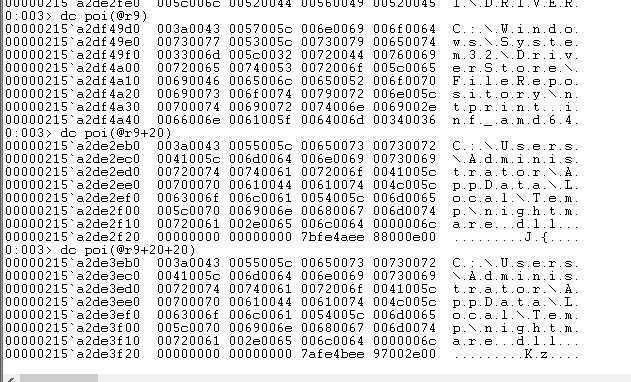 005c006c 00520044 00560049 00520045 l.\.D.R.I.V.E.R.
0:003> dc poi(@r9)
00000215`a2df49d0 003a0043 0057005c 006e0069 006f0064 C.:.\.W.i.n.d.o.
00000215`a2df49e0 00730077 0053005c 00730079 00650074 w.s.\.S.y.s.t.e.
00000215`a2df49f0 0033006d 005c0032 00720044 00760069 m.3.2.\.D.r.i.v.
00000215`a2df4a00 00720065 00740053 0072006f 005c0065 e.r.S.t.o.r.e.\.
00000215`a2df4a10 00690046 0065006c 00650052 006f0070 F.i.l.e.R.e.p.o.
00000215`a2df4a20 00690073 006f0074 00790072 006e005c s.i.t.o.r.y.\.n.
00000215`a2df4a30 00700074 00690072 0074006e 0069002e t.p.r.i.n.t...i.
00000215`a2df4a40 0066006e 0061005f 0064006d 00340036 n.f._.a.m.d.6.4.
0:003> dc poi(@r9+20)
00000215`a2de2eb0 003a0043 0055005c 00650073 00730072 C.:.\.U.s.e.r.s.
00000215`a2de2ec0 0041005c 006d0064 006e0069 00730069 \.A.d.m.i.n.i.s.
00000215`a2de2ed0 00720074 00740061 0072006f 0041005c t.r.a.t.o.r.\.A.
00000215`a2de2ee0 00700070 00610044 00610074 004c005c p.p.D.a.t.a.\.L.
00000215`a2de2ef0 0063006f 006c0061 0054005c 006d0065 o.c.a.l.\.T.e.m.
00000215`a2de2f00 005c0070 0069006e 00680067 006d0074 p.\.n.i.g.h.t.m.
00000215`a2de2f10 00720061 002e0065 006c0064 0000006c a.r.e...d.l.l...
00000215`a2de2f20 00000000 00000000 7bfe4aee 88000e00 .........J.{....
0:003> dc poi(@r9+20+20)
00000215`a2de3eb0 003a0043 0055005c 00650073 00730072 C.:.\.U.s.e.r.s.
00000215`a2de3ec0 0041005c 006d0064 006e0069 00730069 \.A.d.m.i.n.i.s.
00000215`a2de3ed0 00720074 00740061 0072006f 0041005c t.r.a.t.o.r.\.A.
00000215`a2de3ee0 00700070 00610044 00610074 004c005c p.p.D.a.t.a.\.L.
00000215`a2de3ef0 0063006f 006c0061 0054005c 006d0065 o.c.a.l.\.T.e.m.
00000215`a2de3f00 005c0070 0069006e 00680067 006d0074 p.\.n.i.g.h.t.m.
00000215`a2de3f10 00720061 002e0065 006c0064 0000006c a.r.e...d.l.l...
00000215`a2de3f20 00000000 00000000 7afe4bee 97002e00 .........K.z....